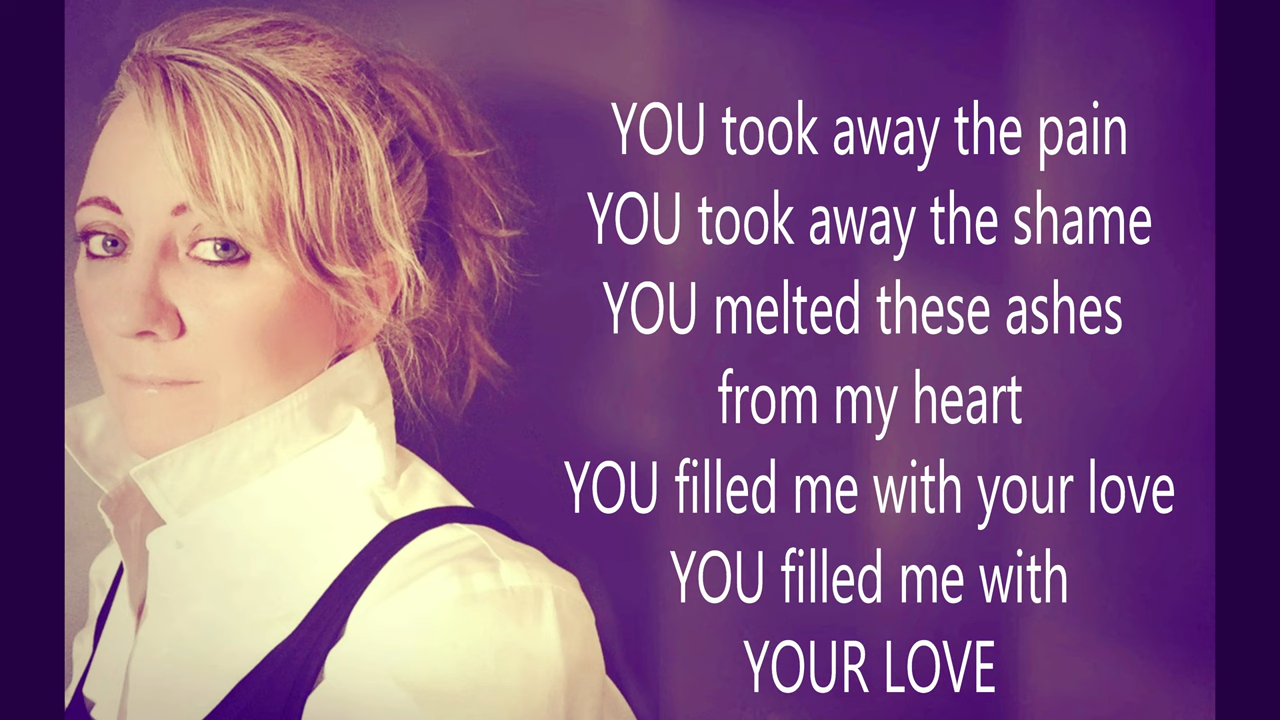 YOU took away the pain
YOU took away the shame
YOU melted these ashes
from my heart
YOU filled me with your love
YOU filled me with
YOUR LOVE